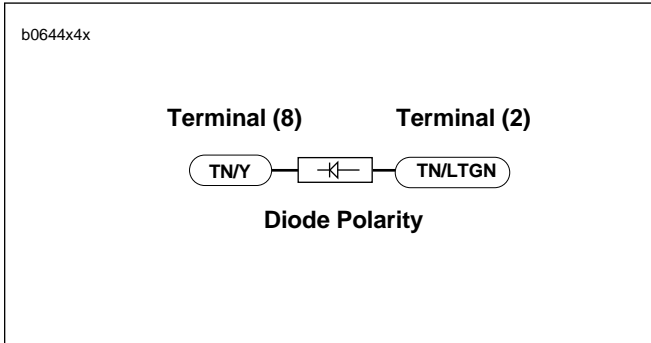 b0644x4x
Terminal (8) Terminal (2)
TN/Y TN/LTGN
Diode Polarity